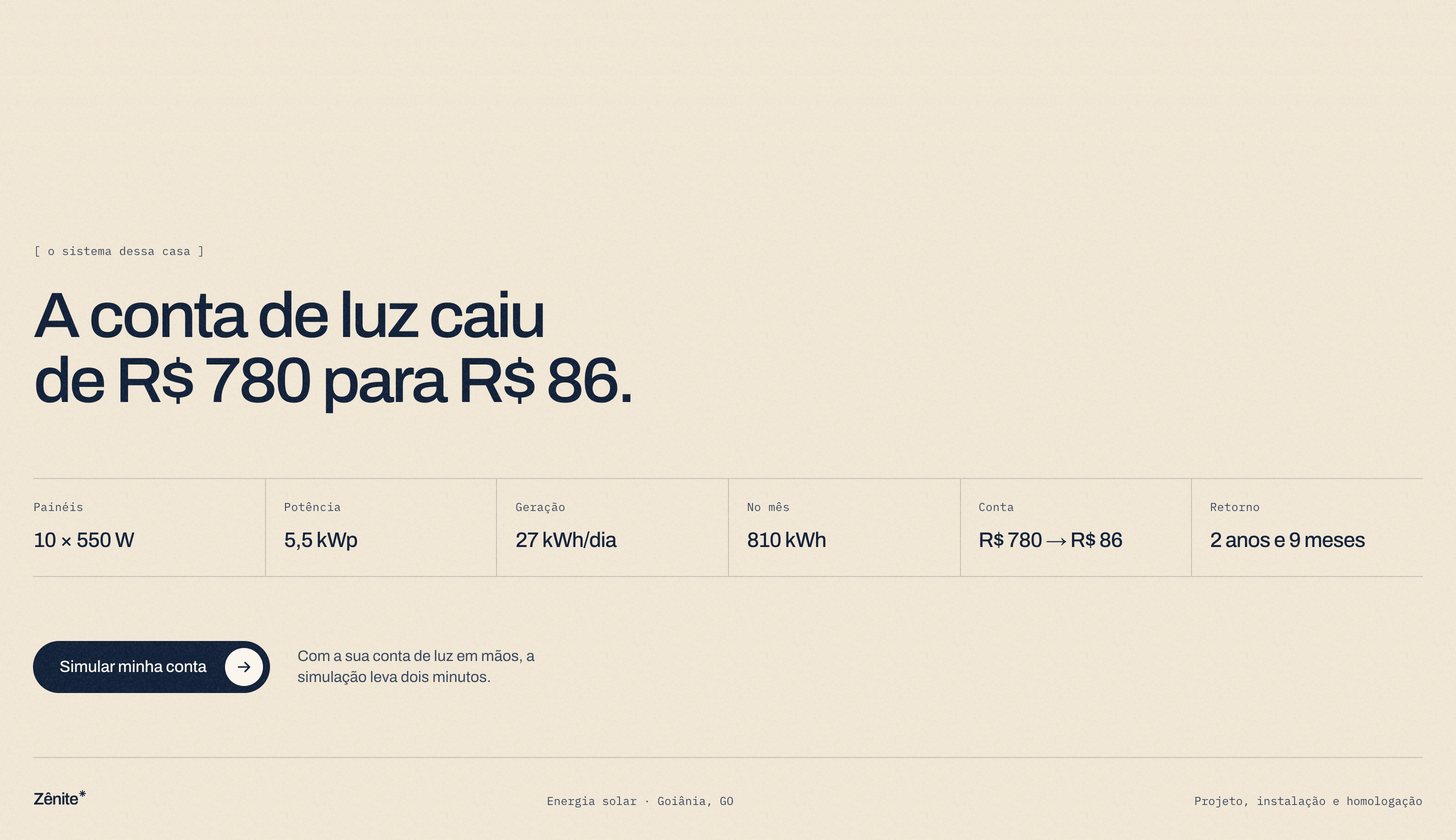 [ o sistema dessa casa ]
A conta de luz caiu
de R$ 780 para R$ 86.
Painéis
10 × 550 W
Potência
5,5 kWp
Geração
27 kWh/dia
No mês
810 kWh
Conta
R$ 780 → R$ 86
Retorno
2 anos e 9 meses
Simular minha conta →
Com a sua conta de luz em mãos, a
simulação leva dois minutos.
Zênite*
Energia solar · Goiânia, GO
Projeto, instalação e homologação